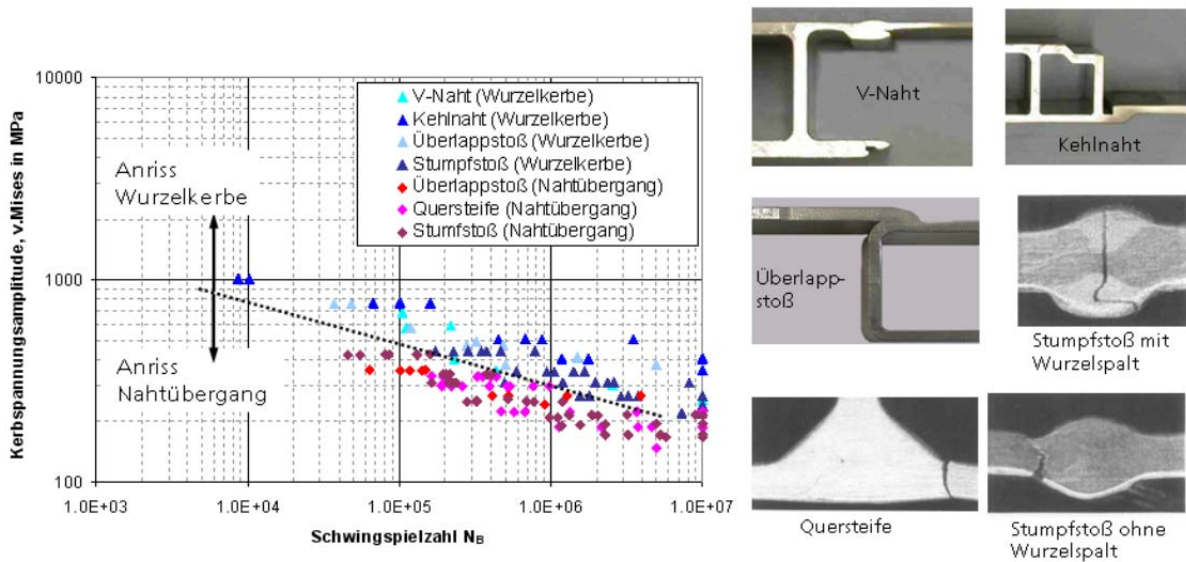 Kerbspannungsamplitude, v.Mises in MPa
10000
1000
100
1.0E+03
1.0E+04
1.0E+05
1.0E+06
1.0E+07
Schwingspielzahl N_B
Anriss
Wurzelkerbe
Anriss
Nahtübergang
V-Naht (Wurzelkerbe)
Kehlnaht (Wurzelkerbe)
Überlappstoß (Wurzelkerbe)
Stumpfstoß (Wurzelkerbe)
Überlappstoß (Nahtübergang)
Quersteife (Nahtübergang)
Stumfstoß (Nahtübergang)
V-Naht
Kehlnaht
Überlapp-
stoß
Stumpfstoß mit
Wurzelspalt
Quersteife
Stumpfstoß ohne
Wurzelspalt